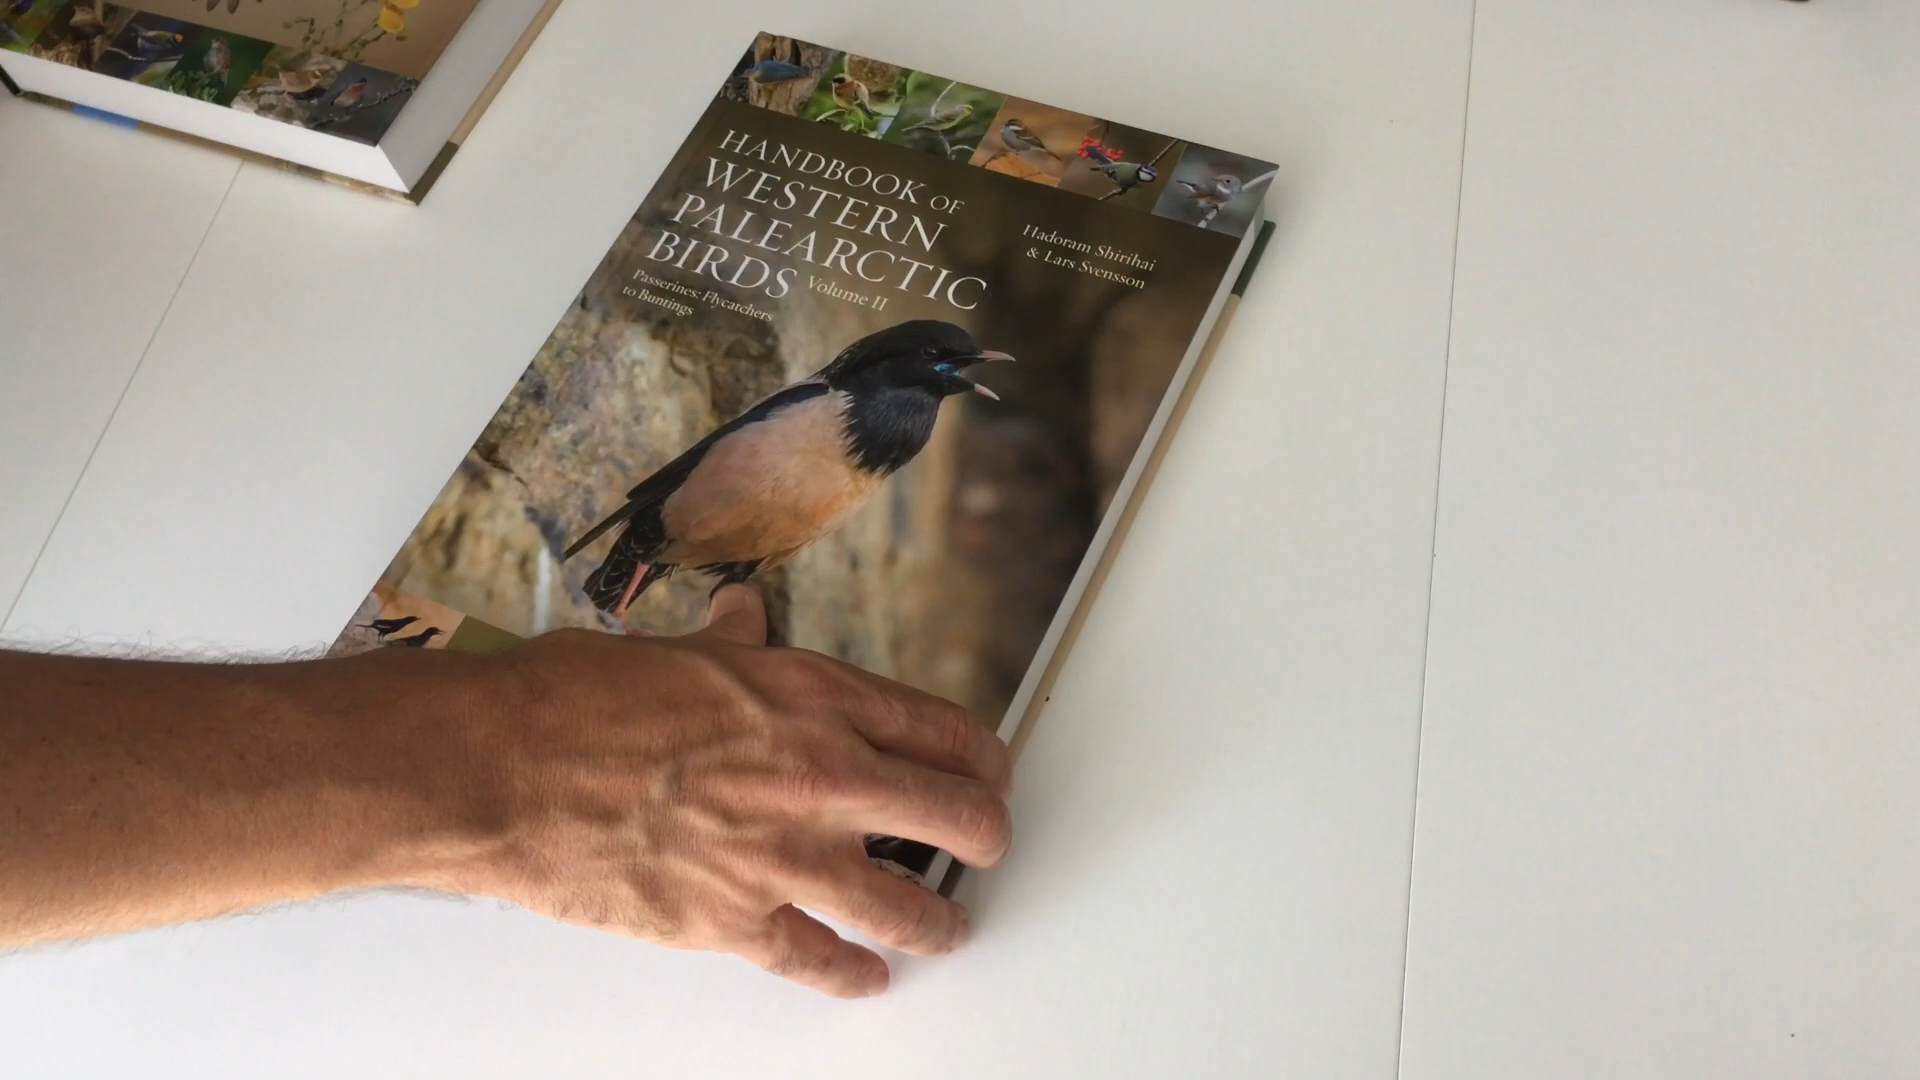 HANDBOOK OF
WESTERN
PALEARCTIC
BIRDS Volume II
Passerines: Flycatchers
to Buntings
Hadoram Shirihai
& Lars Svensson